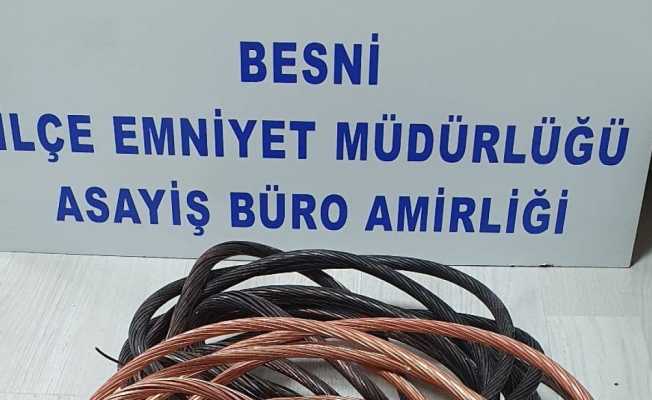 BESNİ
İLÇE EMNİYET MÜDÜRLÜĞÜ
ASAYİŞ BÜRO AMİRLİĞİ